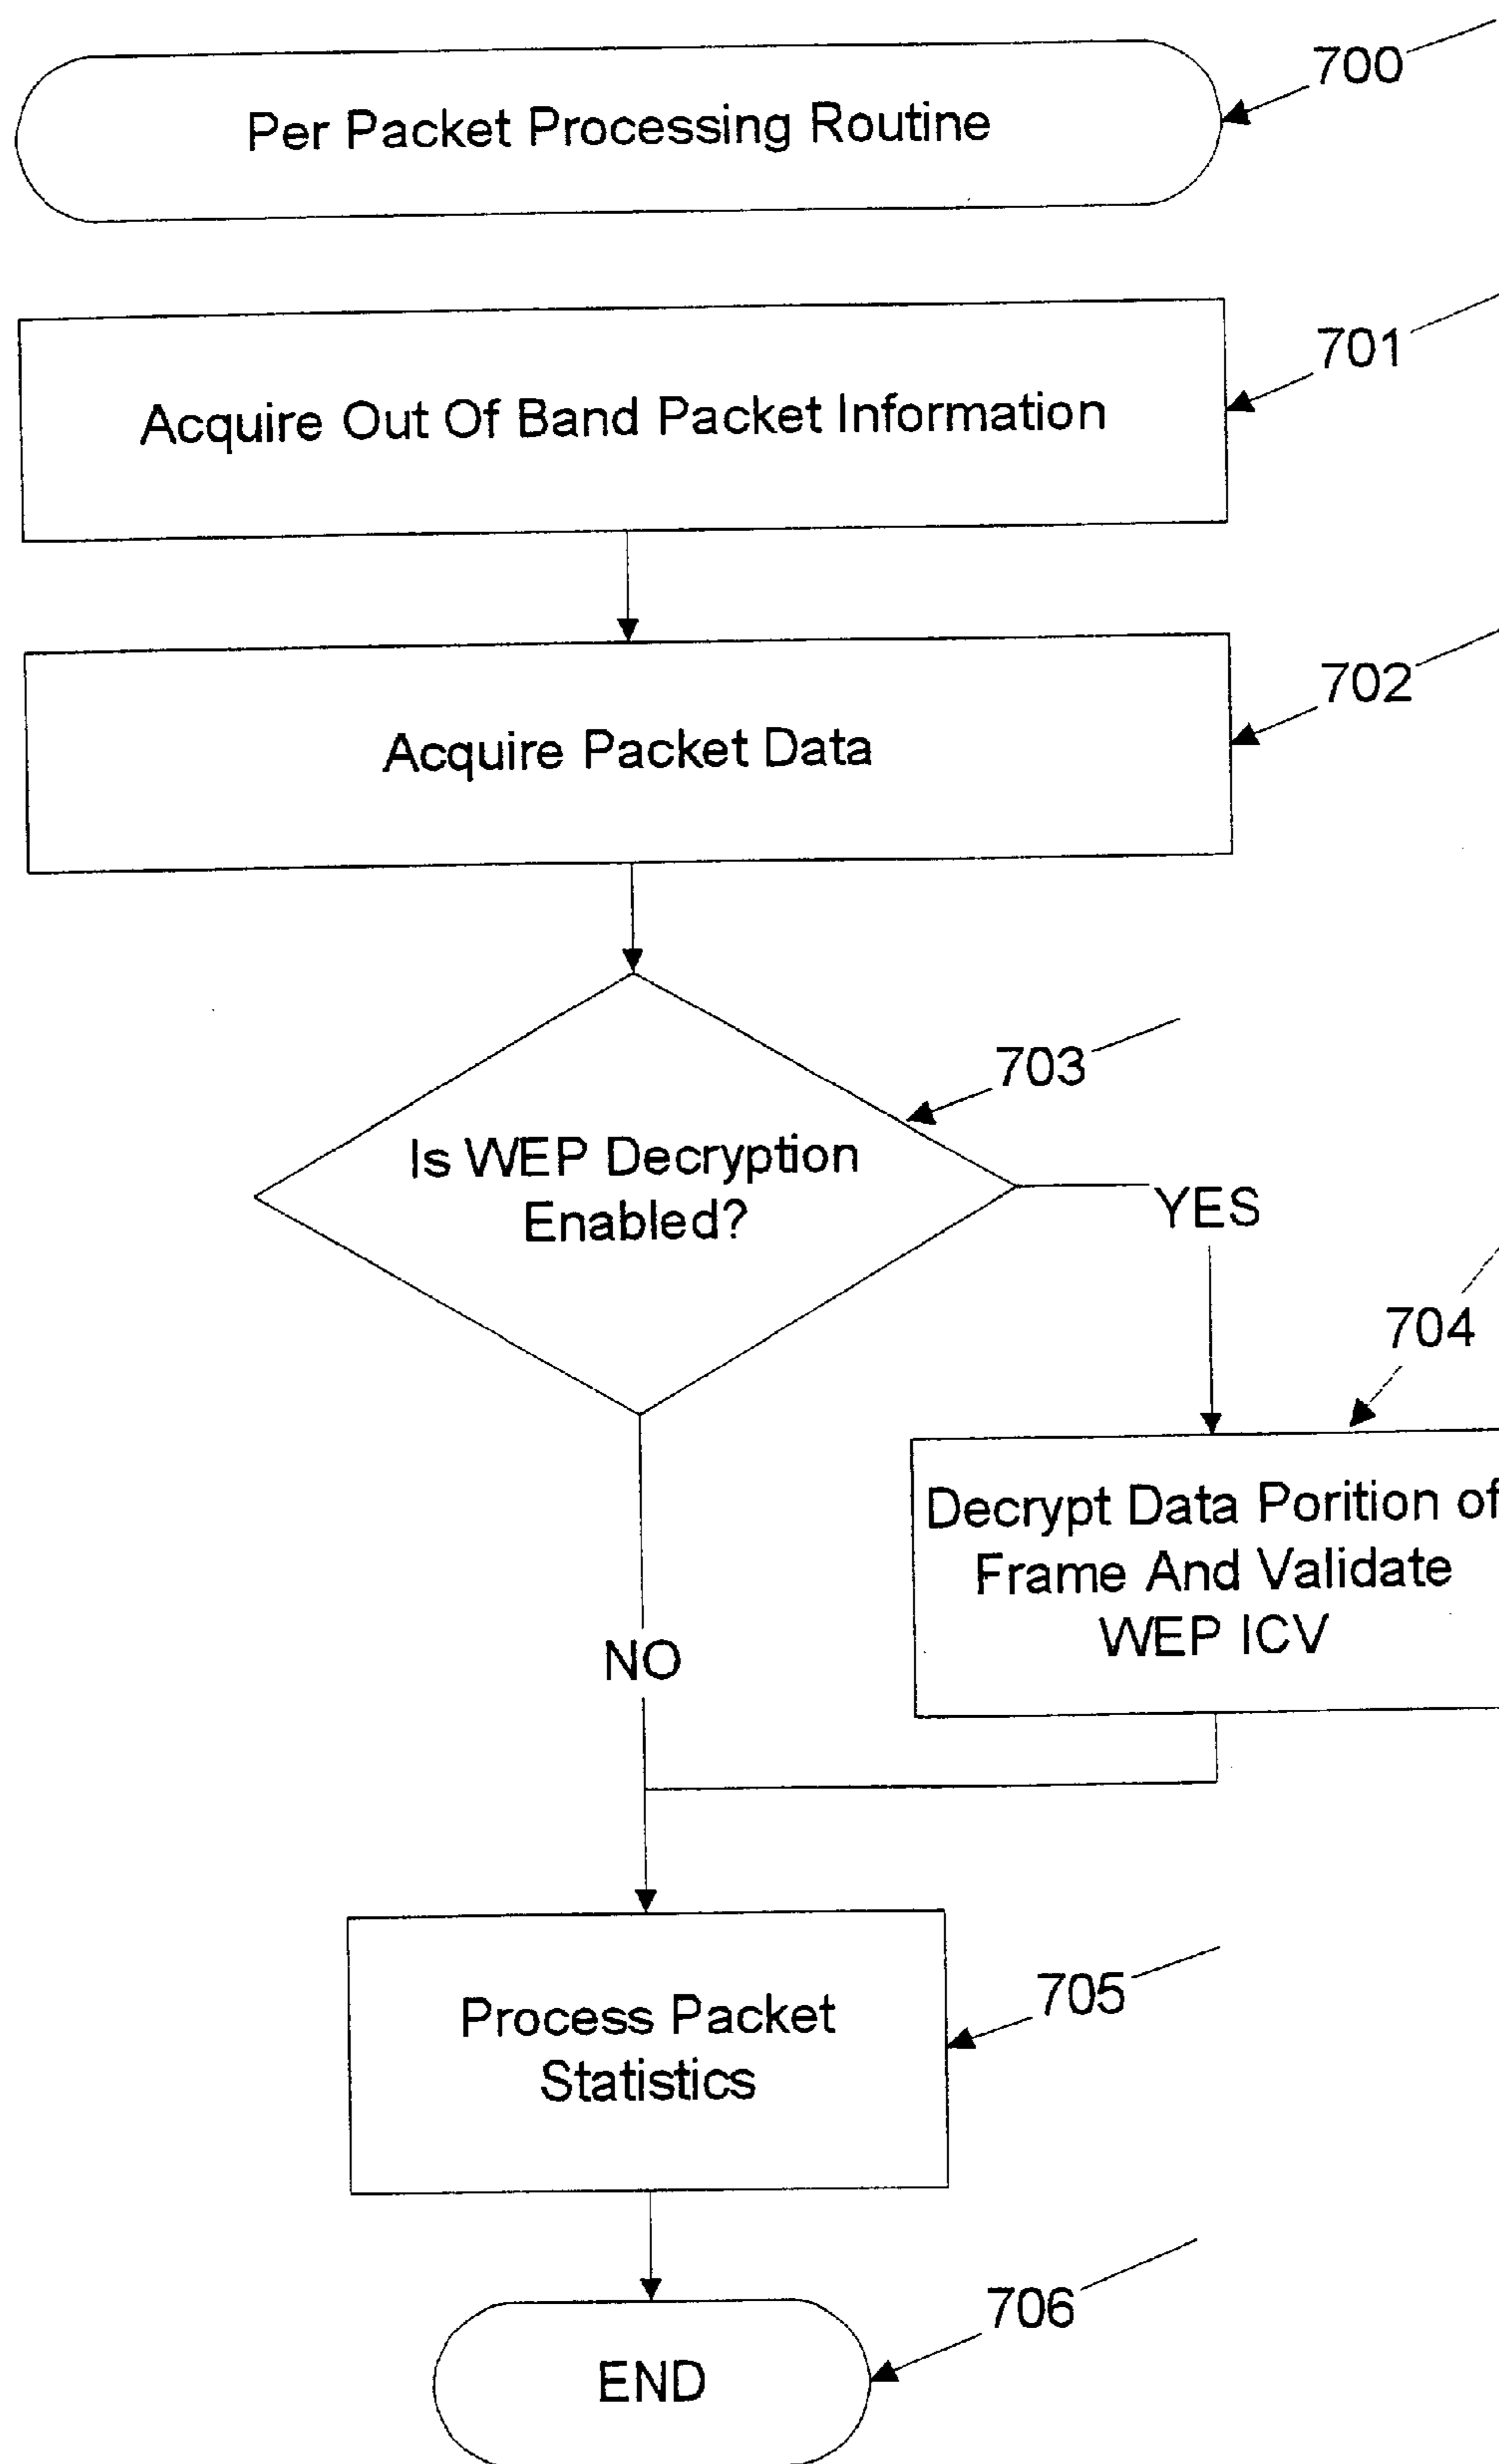 700
Per Packet Processing Routine
701
Acquire Out Of Band Packet Information
702
Acquire Packet Data
703
Is WEP Decryption
Enabled?
YES
704
Decrypt Data Porition of
Frame And Validate
WEP ICV
NO
705
Process Packet
Statistics
706
END